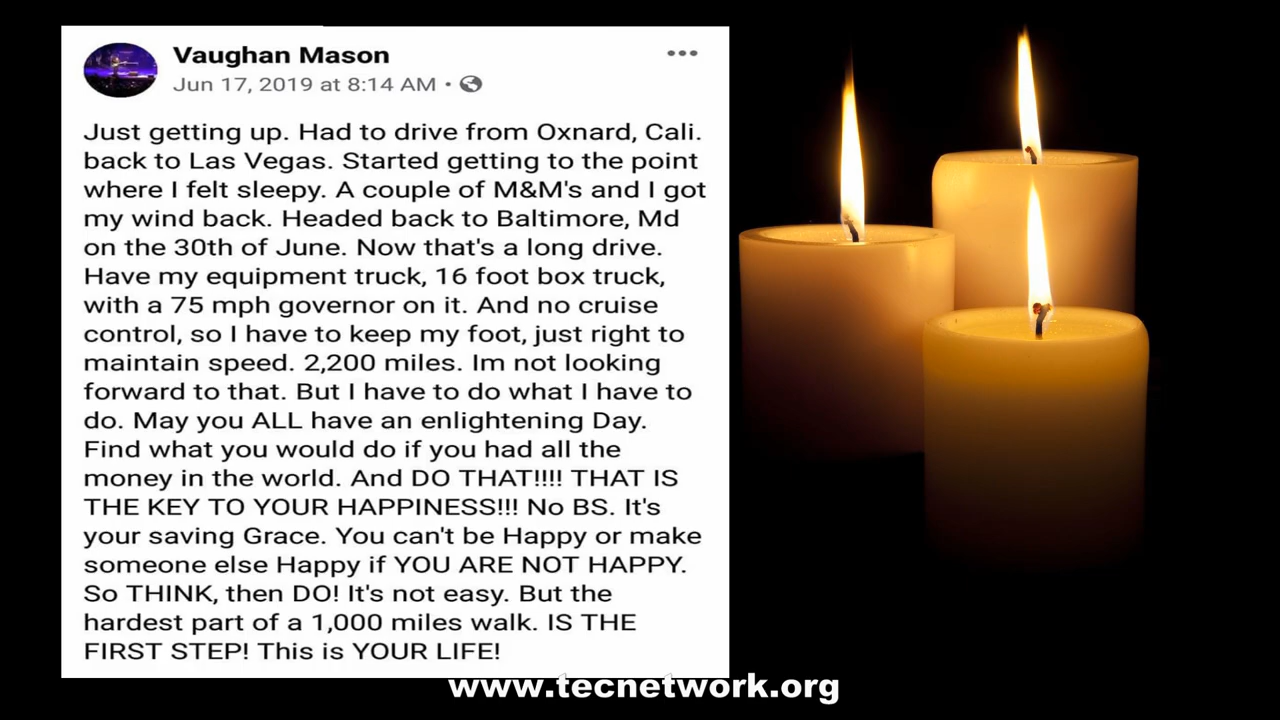 Vaughan Mason
Jun 17, 2019 at 8:14 AM •
Just getting up. Had to drive from Oxnard, Cali.
back to Las Vegas. Started getting to the point
where I felt sleepy. A couple of M&M's and I got
my wind back. Headed back to Baltimore, Md
on the 30th of June. Now that's a long drive.
Have my equipment truck, 16 foot box truck,
with a 75 mph governor on it. And no cruise
control, so I have to keep my foot, just right to
maintain speed. 2,200 miles. Im not looking
forward to that. But I have to do what I have to
do. May you ALL have an enlightening Day.
Find what you would do if you had all the
money in the world. And DO THAT!!!! THAT IS
THE KEY TO YOUR HAPPINESS!!! No BS. It's
your saving Grace. You can't be Happy or make
someone else Happy if YOU ARE NOT HAPPY.
So THINK, then DO! It's not easy. But the
hardest part of a 1,000 miles walk. IS THE
FIRST STEP! This is YOUR LIFE!
www.tecnetwork.org